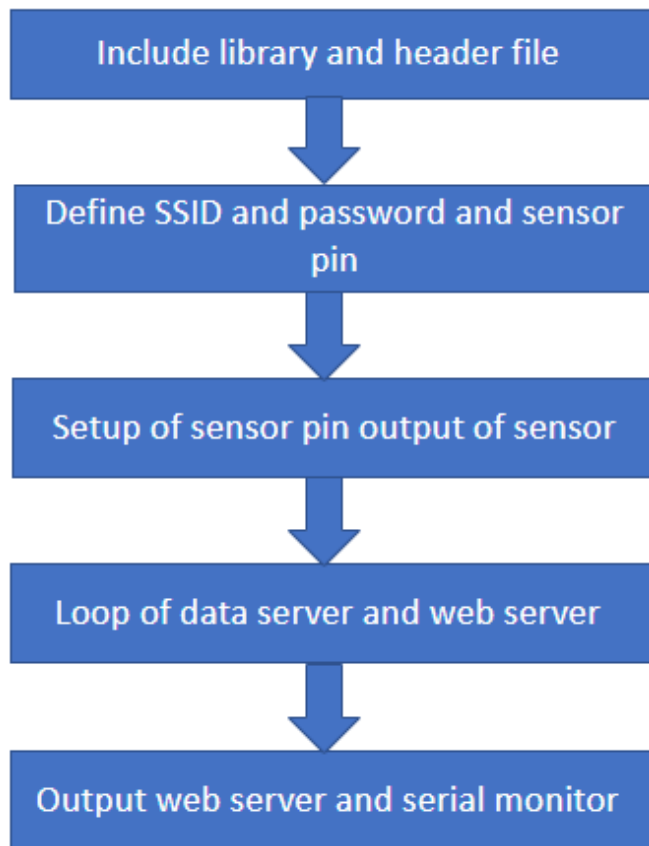 Include library and header file
Define SSID and password and sensor
pin
Setup of sensor pin output of sensor
Loop of data server and web server
Output web server and serial monitor